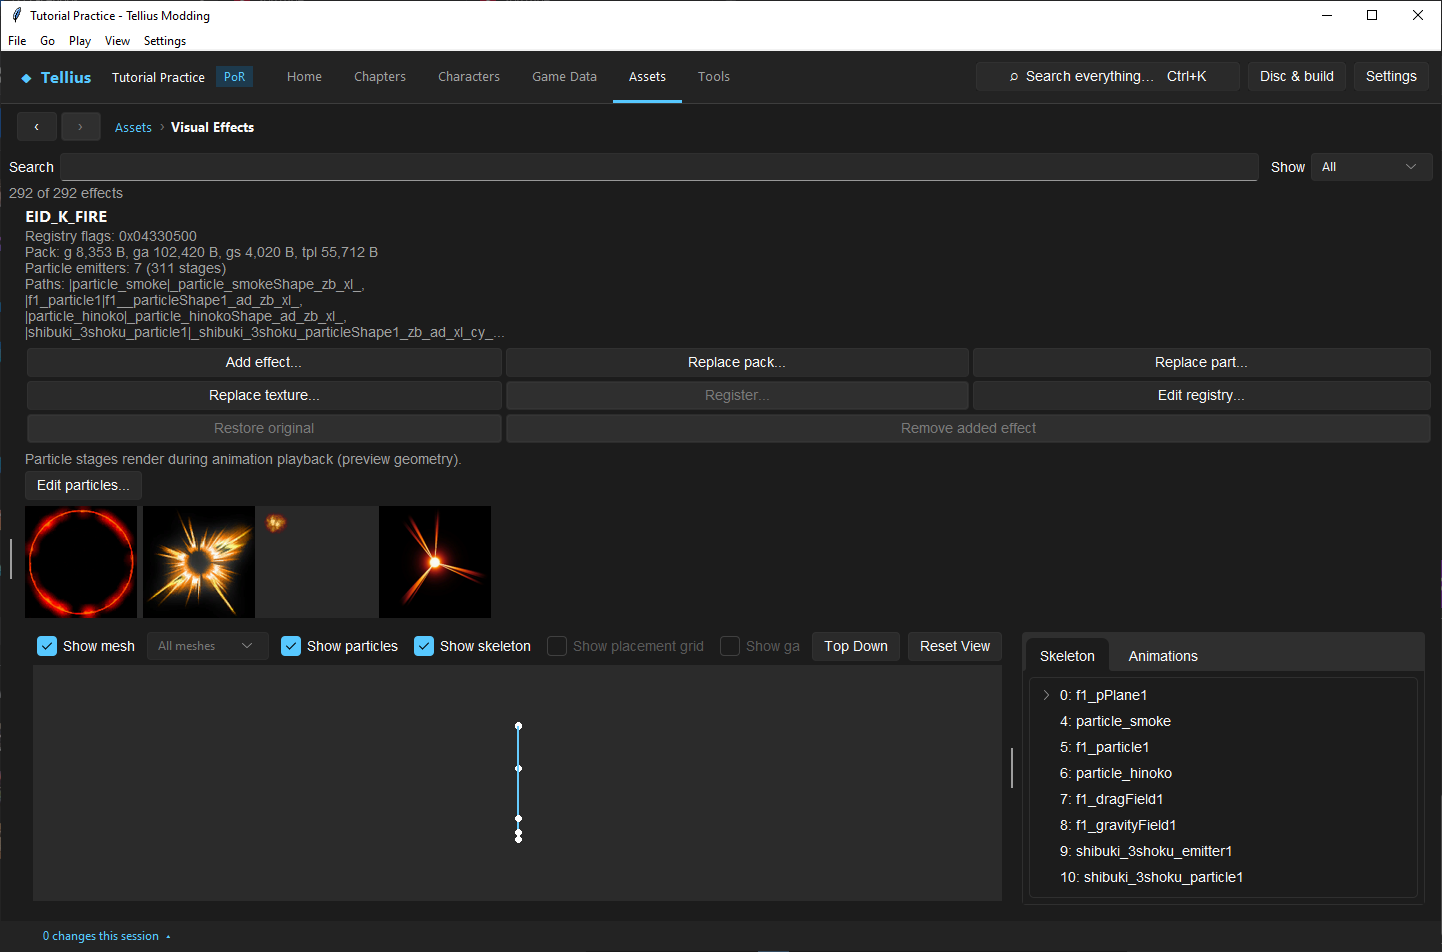 Tutorial Practice - Tellius Modding
File Go Play View Settings
Tellius Tutorial Practice PoR Home Chapters Characters Game Data Assets Tools Search everything... Ctrl+K Disc & build Settings
Assets › Visual Effects
Search Show All
292 of 292 effects
EID_K_FIRE
Registry flags: 0x04330500
Pack: g 8,353 B, ga 102,420 B, gs 4,020 B, tpl 55,712 B
Particle emitters: 7 (311 stages)
Paths: |particle_smoke|_particle_smokeShape_zb_xl_,
|f1_particle1|f1__particleShape1_ad_zb_xl_,
|particle_hinoko|_particle_hinokoShape_ad_zb_xl_,
|shibuki_3shoku_particle1|_shibuki_3shoku_particleShape1_zb_ad_xl_cy_...
Add effect... Replace pack... Replace part...
Replace texture... Register... Edit registry...
Restore original Remove added effect
Particle stages render during animation playback (preview geometry).
Edit particles...
Show mesh All meshes Show particles Show skeleton Show placement grid Show ga Top Down Reset View
Skeleton Animations
0: f1_pPlane1
4: particle_smoke
5: f1_particle1
6: particle_hinoko
7: f1_dragField1
8: f1_gravityField1
9: shibuki_3shoku_emitter1
10: shibuki_3shoku_particle1
0 changes this session